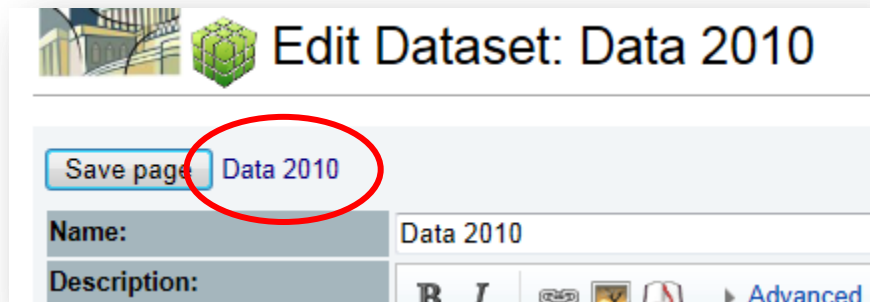 Edit Dataset: Data 2010
Save page Data 2010
Name: Data 2010
Description: B I Advanced